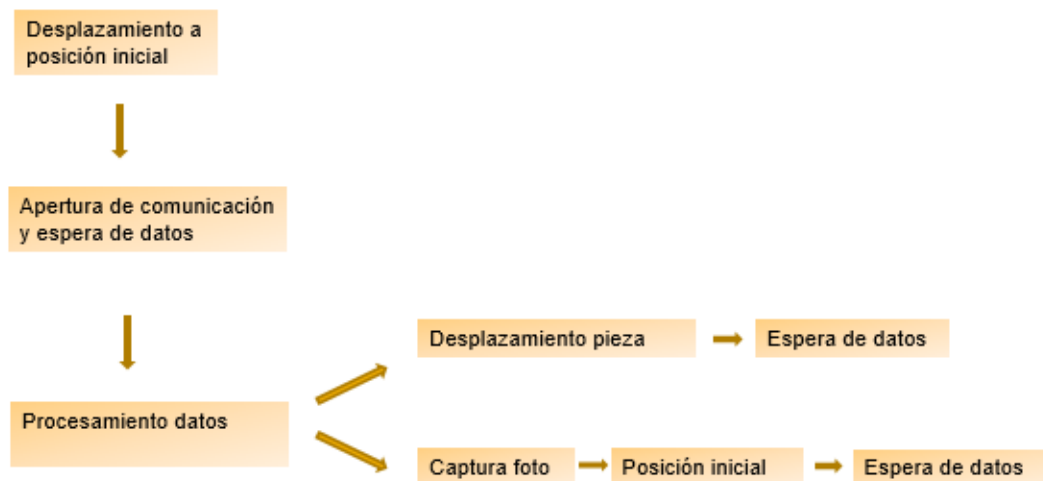 Desplazamiento a
posición inicial
Apertura de comunicación
y espera de datos
Desplazamiento pieza
Espera de datos
Procesamiento datos
Captura foto
Posición inicial
Espera de datos